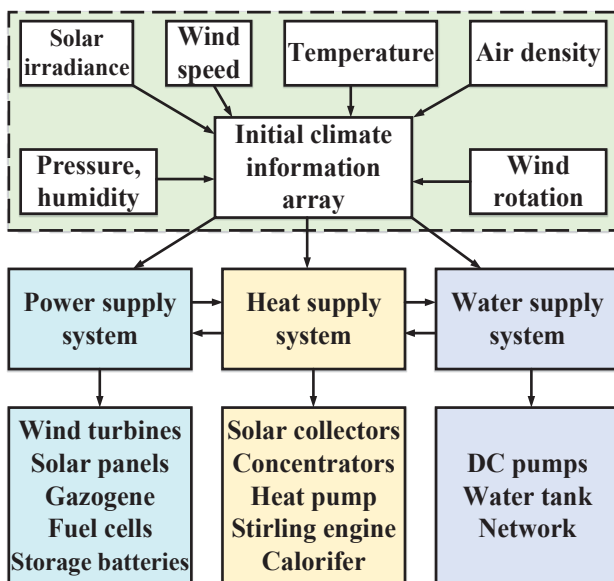 Solar
irradiance
Wind
speed
Temperature
Air density
Pressure,
humidity
Initial climate
information
array
Wind
rotation
Power supply
system
Heat supply
system
Water supply
system
Wind turbines
Solar panels
Gazogene
Fuel cells
Storage batteries
Solar collectors
Concentrators
Heat pump
Stirling engine
Calorifer
DC pumps
Water tank
Network